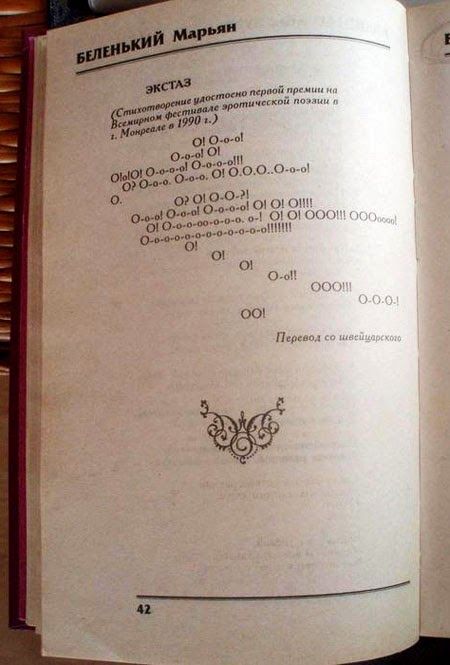 БЕЛЕНЬКИЙ Марьян
ЭКСТАЗ
(Стихотворение удостоено первой премии на
Всемирном фестивале эротической поэзии в
г. Монреале в 1990 г.)
О! О-о-о!
О-о-о! О!
О!о!О! О-о-о-о! О-о-о-о!!!
О? О-о-о. О-о-о. О! О.О.О..О-о-о!
О.
О? О! О-О-?!
О-о-о! О-о-о! О-о-о-о! О! О! О!!!!
О! О-о-о-оо-о-о-о. о-! О! О! ООО!!! ОООоооо!
О-о-о-о-о-о-о-о-о-о-о-о!!!!!!!
О!
О!
О!
О-о!!
ООО!!!
О-О-О-!
ОО!
Перевод со швейцарского
42